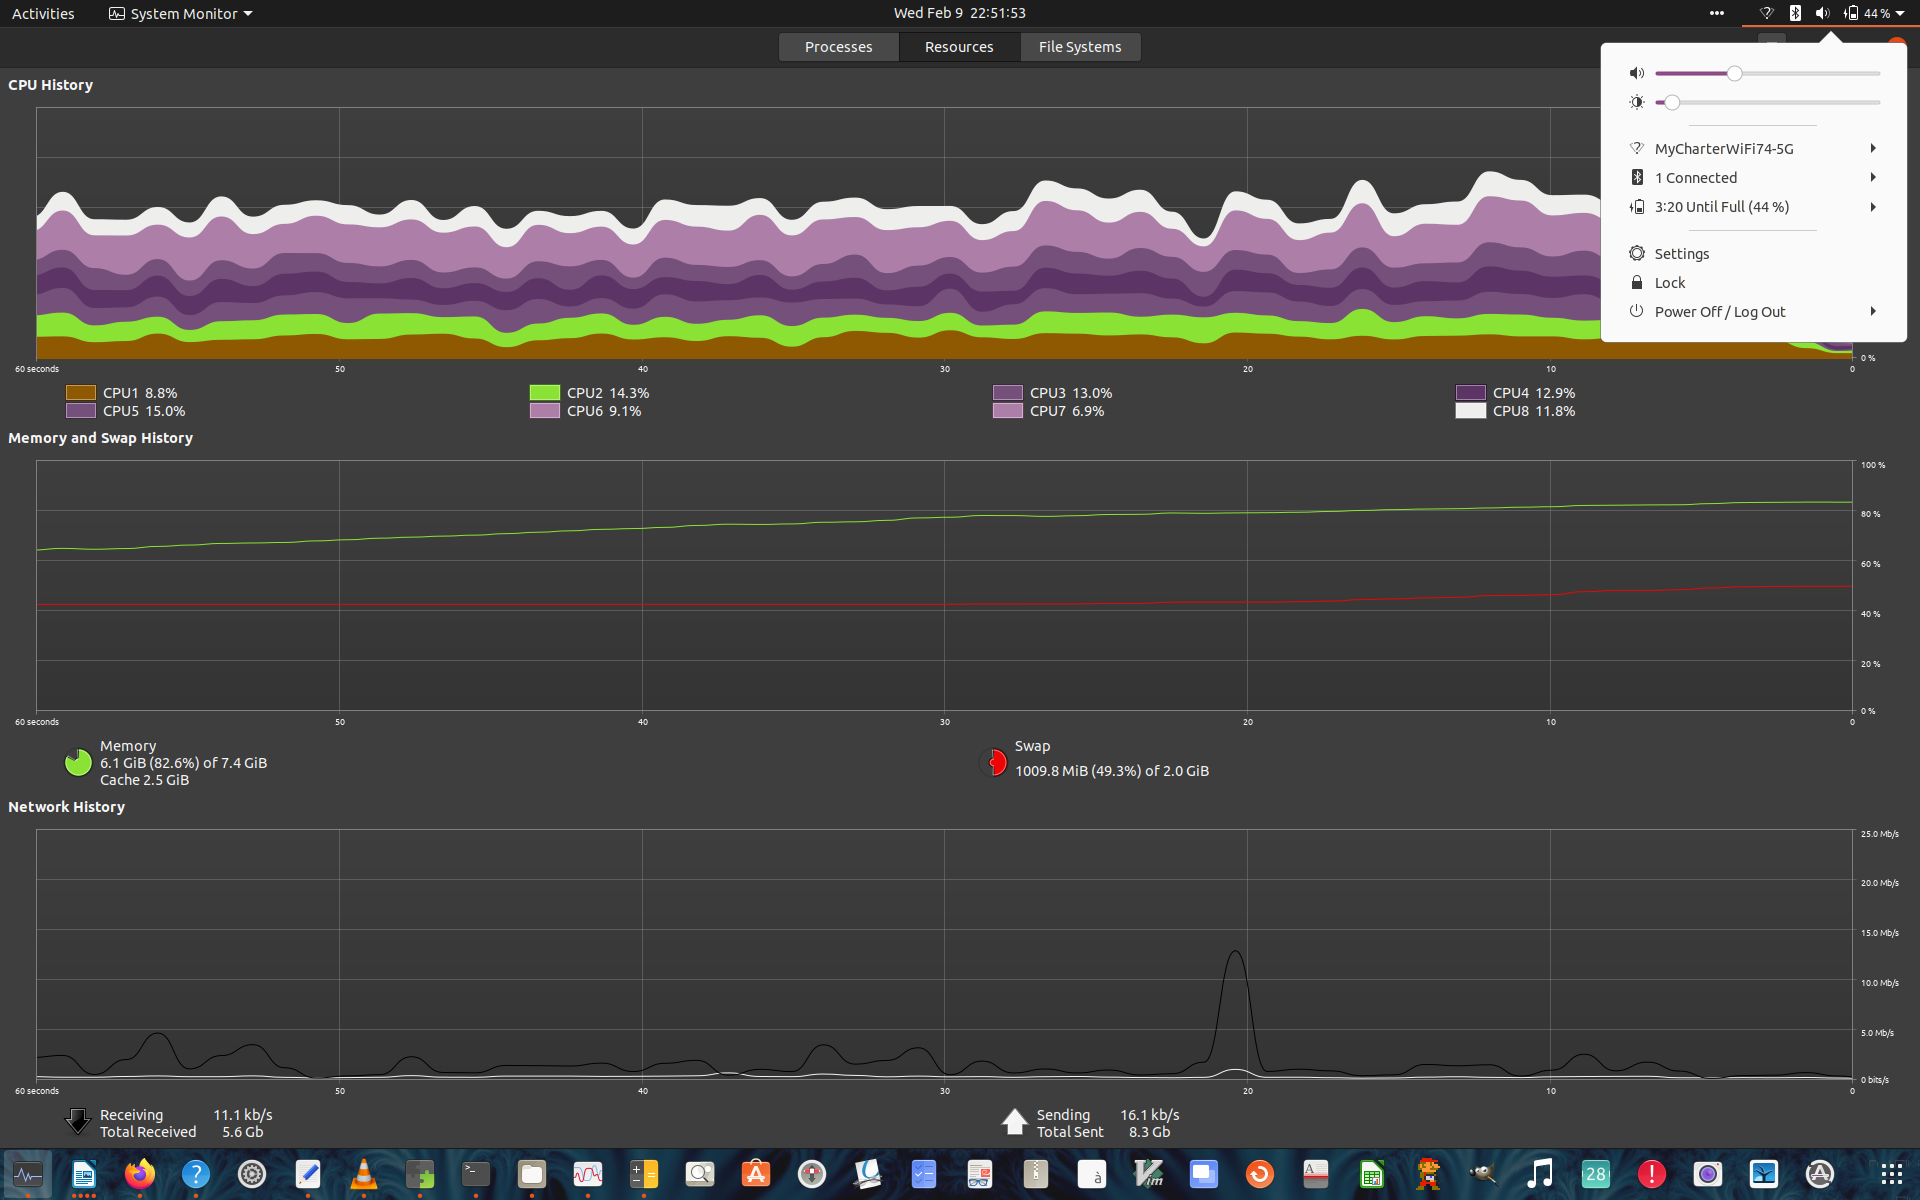 Activities
System Monitor
Wed Feb 9 22:51:53
44 %
Processes
Resources
File Systems
CPU History
MyCharterWiFi74-5G
1 Connected
3:20 Until Full (44 %)
Settings
Lock
Power Off / Log Out
0 %
60 seconds 50 40 30 20 10 0
CPU1 8.8% CPU2 14.3% CPU3 13.0% CPU4 12.9%
CPU5 15.0% CPU6 9.1% CPU7 6.9% CPU8 11.8%
Memory and Swap History
100 %
80 %
60 %
40 %
20 %
0 %
60 seconds 50 40 30 20 10 0
Memory
6.1 GiB (82.6%) of 7.4 GiB
Cache 2.5 GiB
Swap
1009.8 MiB (49.3%) of 2.0 GiB
Network History
25.0 Mb/s
20.0 Mb/s
15.0 Mb/s
10.0 Mb/s
5.0 Mb/s
0 bits/s
60 seconds 50 40 30 20 10 0
Receiving 11.1 kb/s
Total Received 5.6 Gb
Sending 16.1 kb/s
Total Sent 8.3 Gb
?
>_
A
à
Vim
A
28
!
A